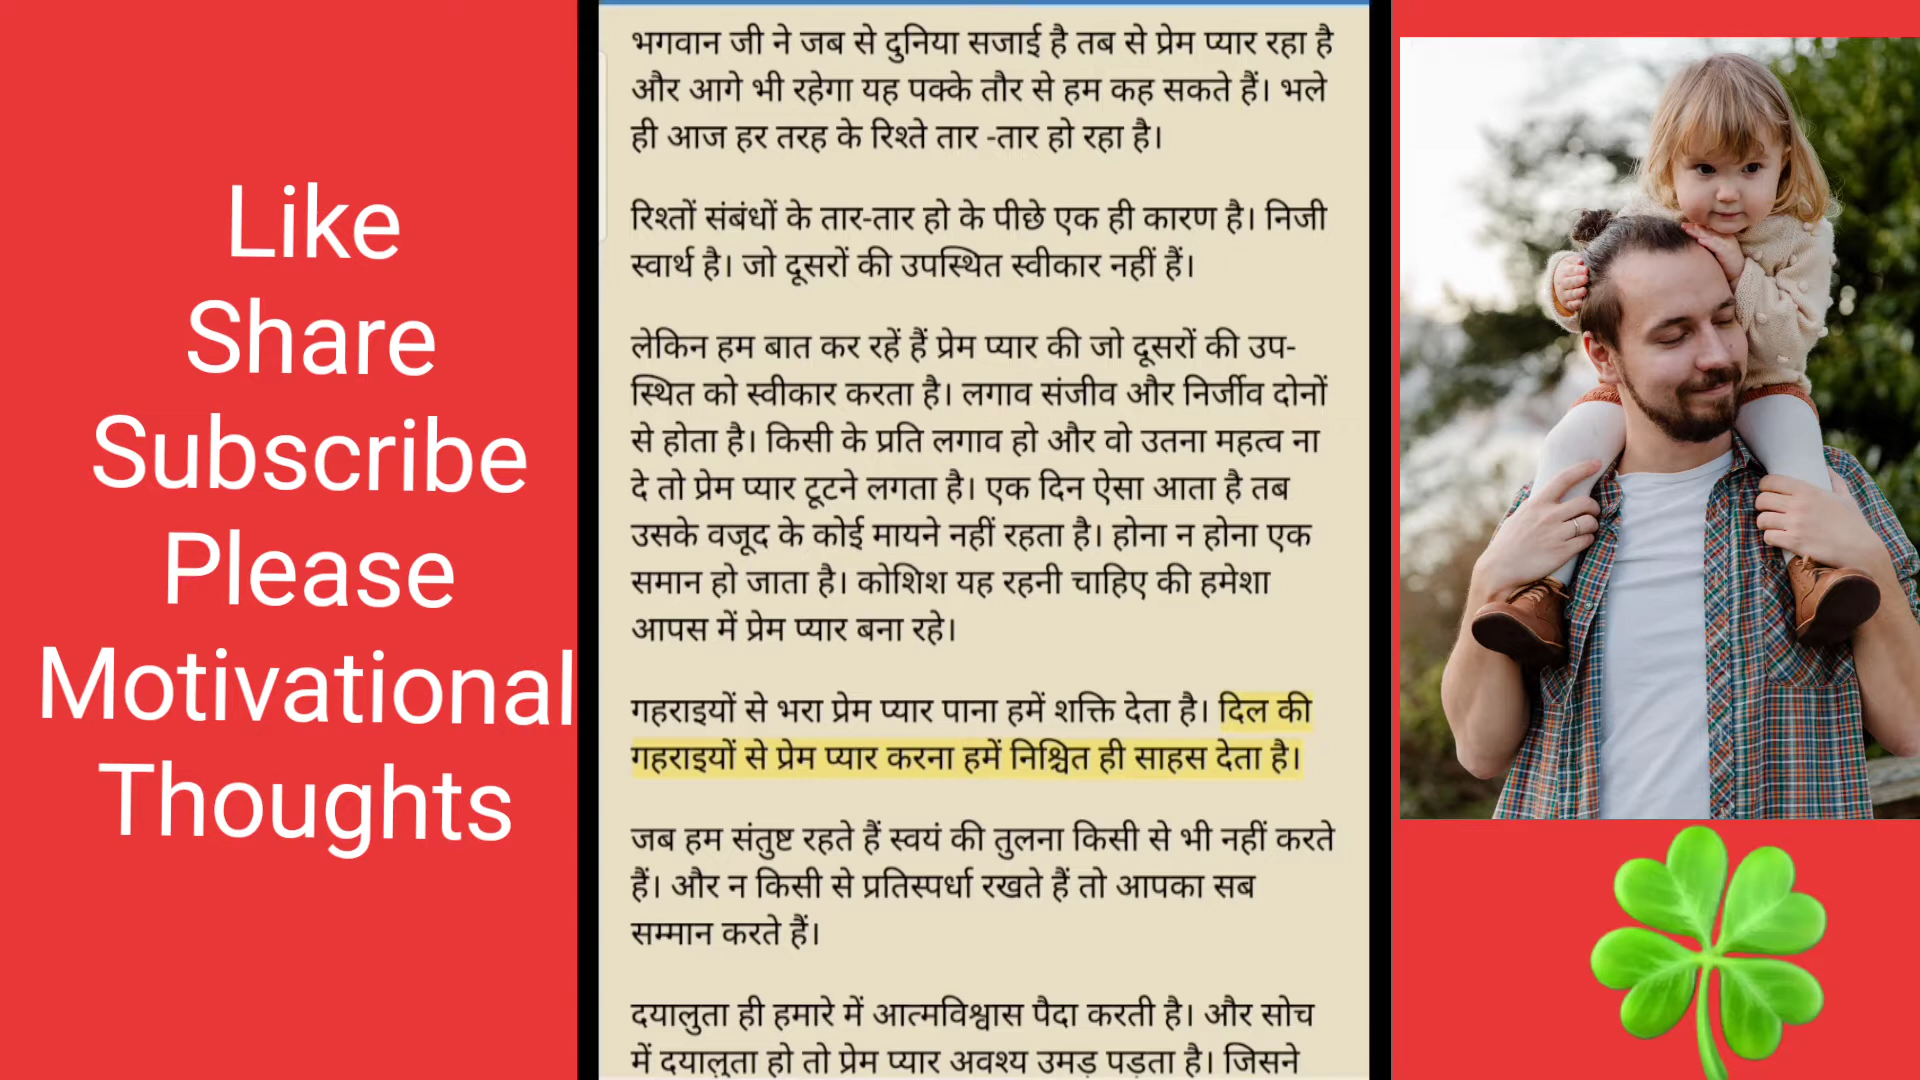 Like
Share
Subscribe
Please
Motivational
Thoughts
भगवान जी ने जब से दुनिया सजाई है तब से प्रेम प्यार रहा है
और आगे भी रहेगा यह पक्के तौर से हम कह सकते हैं। भले
ही आज हर तरह के रिश्ते तार -तार हो रहा है।
रिश्तों संबंधों के तार-तार हो के पीछे एक ही कारण है। निजी
स्वार्थ है। जो दूसरों की उपस्थित स्वीकार नहीं हैं।
लेकिन हम बात कर रहें हैं प्रेम प्यार की जो दूसरों की उप-
स्थित को स्वीकार करता है। लगाव संजीव और निर्जीव दोनों
से होता है। किसी के प्रति लगाव हो और वो उतना महत्व ना
दे तो प्रेम प्यार टूटने लगता है। एक दिन ऐसा आता है तब
उसके वजूद के कोई मायने नहीं रहता है। होना न होना एक
समान हो जाता है। कोशिश यह रहनी चाहिए की हमेशा
आपस में प्रेम प्यार बना रहे।
गहराइयों से भरा प्रेम प्यार पाना हमें शक्ति देता है। दिल की
गहराइयों से प्रेम प्यार करना हमें निश्चित ही साहस देता है।
जब हम संतुष्ट रहते हैं स्वयं की तुलना किसी से भी नहीं करते
हैं। और न किसी से प्रतिस्पर्धा रखते हैं तो आपका सब
सम्मान करते हैं।
दयालुता ही हमारे में आत्मविश्वास पैदा करती है। और सोच
में दयालुता हो तो प्रेम प्यार अवश्य उमड़ पड़ता है। जिसने